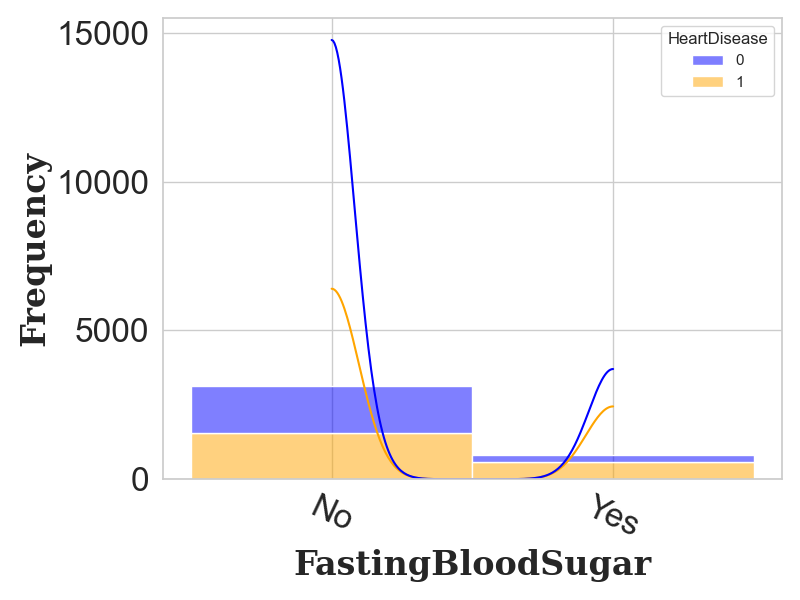 HeartDisease
0
1
15000
10000
5000
0
Frequency
No
Yes
FastingBloodSugar